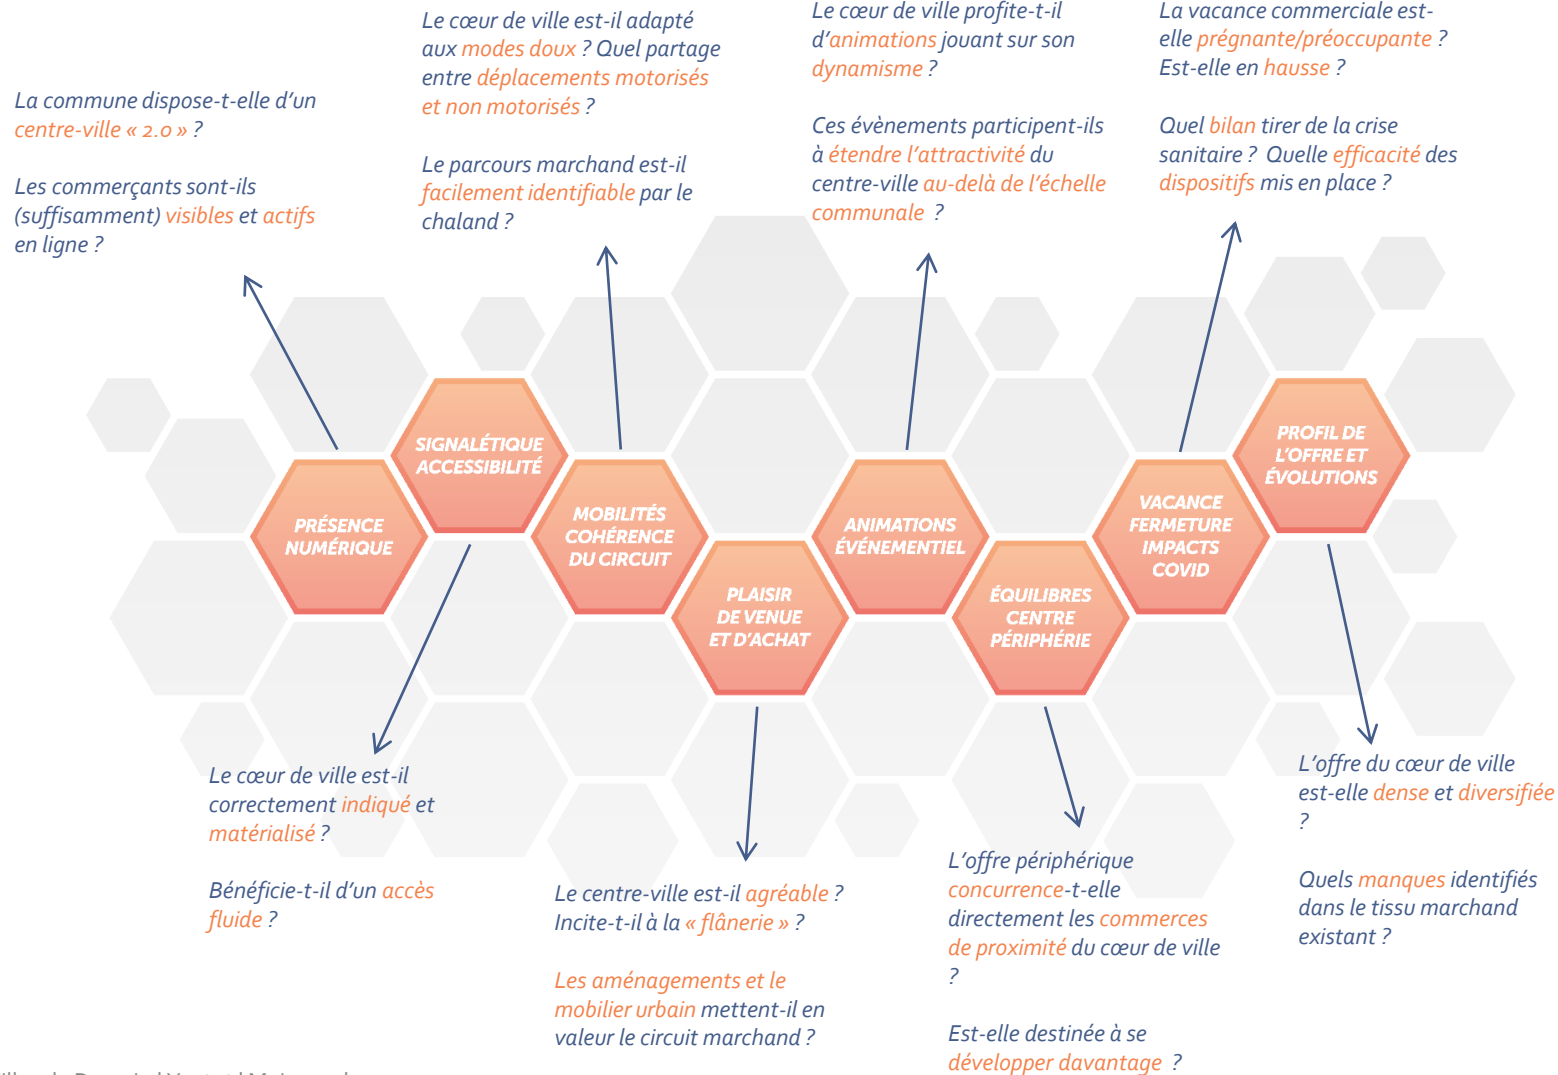 La commune dispose-t-elle d'un
centre-ville « 2.0 » ?
Les commerçants sont-ils
(suffisamment) visibles et actifs
en ligne ?
Le cœur de ville est-il adapté
aux modes doux ? Quel partage
entre déplacements motorisés
et non motorisés ?
Le parcours marchand est-il
facilement identifiable par le
chaland ?
Le cœur de ville profite-t-il
d'animations jouant sur son
dynamisme ?
Ces évènements participent-ils
à étendre l'attractivité du
centre-ville au-delà de l'échelle
communale ?
La vacance commerciale est-
elle prégnante/préoccupante ?
Est-elle en hausse ?
Quel bilan tirer de la crise
sanitaire ? Quelle efficacité des
dispositifs mis en place ?
PRÉSENCE
NUMÉRIQUE
SIGNALÉTIQUE
ACCESSIBILITÉ
MOBILITÉS
COHÉRENCE
DU CIRCUIT
PLAISIR
DE VENUE
ET D'ACHAT
ANIMATIONS
ÉVÉNEMENTIEL
ÉQUILIBRES
CENTRE
PÉRIPHÉRIE
VACANCE
FERMETURE
IMPACTS
COVID
PROFIL DE
L'OFFRE ET
ÉVOLUTIONS
Le cœur de ville est-il
correctement indiqué et
matérialisé ?
Bénéficie-t-il d'un accès
fluide ?
Le centre-ville est-il agréable ?
Incite-t-il à la « flânerie » ?
Les aménagements et le
mobilier urbain mettent-il en
valeur le circuit marchand ?
L'offre périphérique
concurrence-t-elle
directement les commerces
de proximité du cœur de ville
?
Est-elle destinée à se
développer davantage ?
L'offre du cœur de ville
est-elle dense et diversifiée
?
Quels manques identifiés
dans le tissu marchand
existant ?